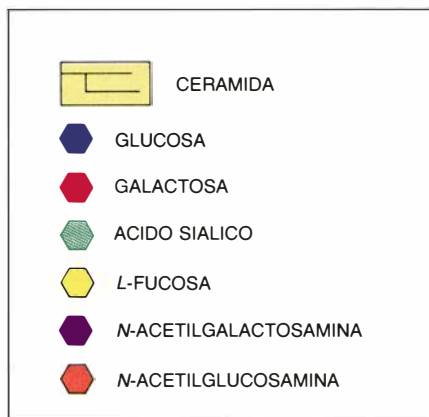 CERAMIDA
GLUCOSA
GALACTOSA
ACIDO SIALICO
L-FUCOSA
N-ACETILGALACTOSAMINA
N-ACETILGLUCOSAMINA